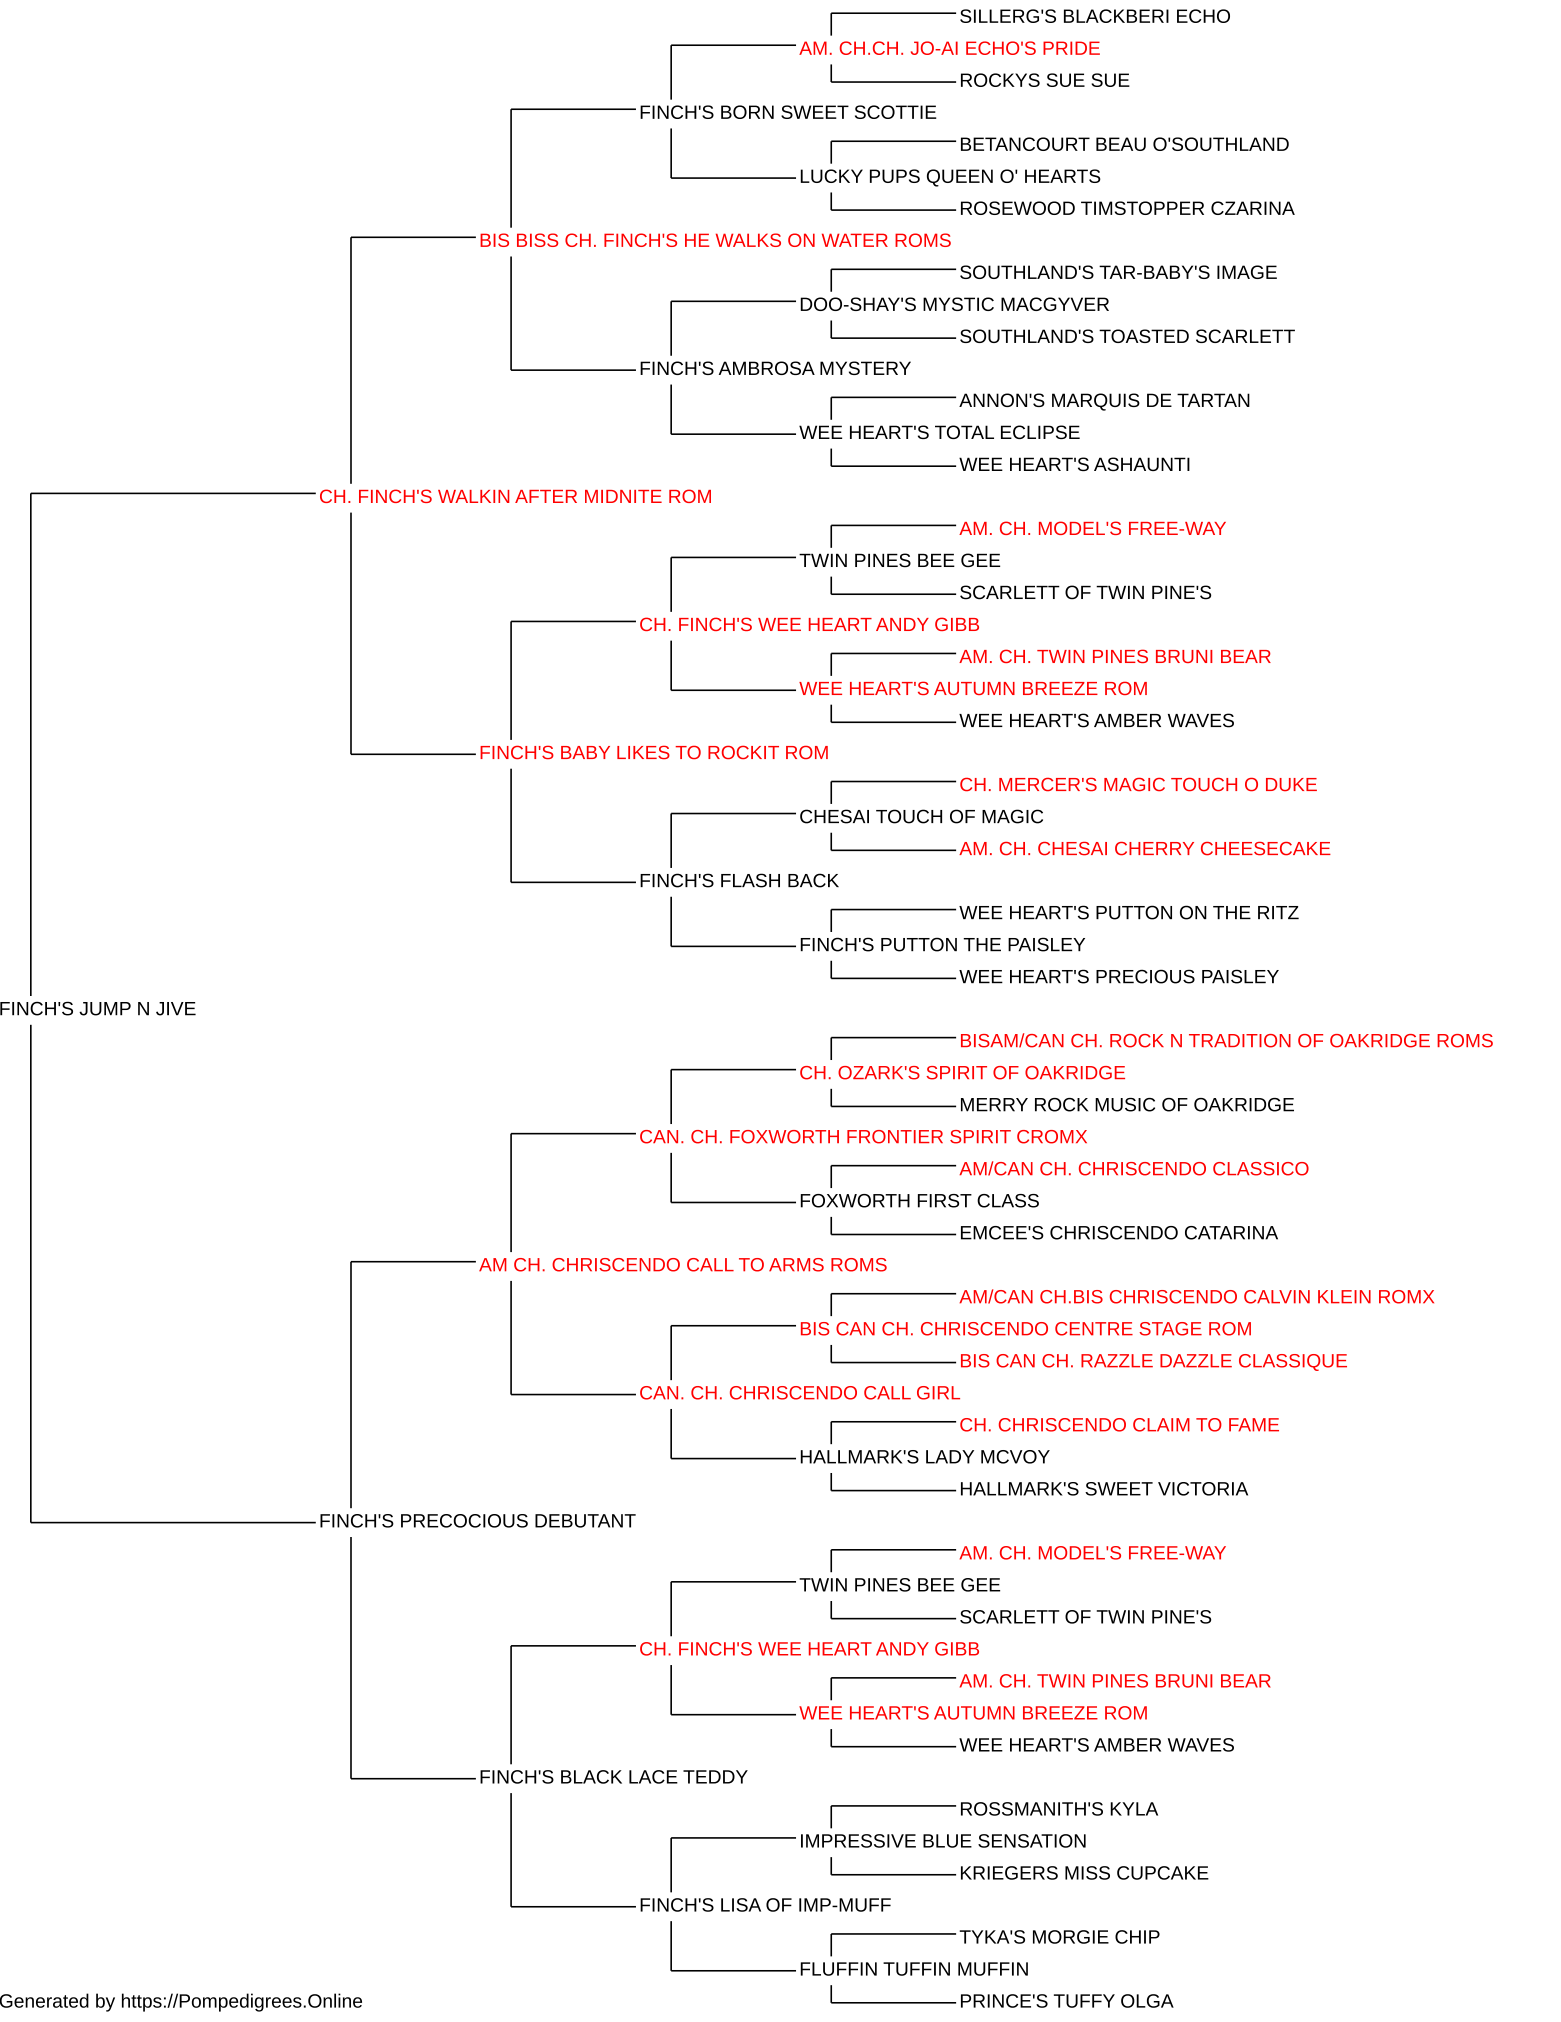 SILLERG'S BLACKBERI ECHO
AM. CH.CH. JO-AI ECHO'S PRIDE
ROCKYS SUE SUE
FINCH'S BORN SWEET SCOTTIE
BETANCOURT BEAU O'SOUTHLAND
LUCKY PUPS QUEEN O' HEARTS
ROSEWOOD TIMSTOPPER CZARINA
BIS BISS CH. FINCH'S HE WALKS ON WATER ROMS
SOUTHLAND'S TAR-BABY'S IMAGE
DOO-SHAY'S MYSTIC MACGYVER
SOUTHLAND'S TOASTED SCARLETT
FINCH'S AMBROSA MYSTERY
ANNON'S MARQUIS DE TARTAN
WEE HEART'S TOTAL ECLIPSE
WEE HEART'S ASHAUNTI
CH. FINCH'S WALKIN AFTER MIDNITE ROM
AM. CH. MODEL'S FREE-WAY
TWIN PINES BEE GEE
SCARLETT OF TWIN PINE'S
CH. FINCH'S WEE HEART ANDY GIBB
AM. CH. TWIN PINES BRUNI BEAR
WEE HEART'S AUTUMN BREEZE ROM
WEE HEART'S AMBER WAVES
FINCH'S BABY LIKES TO ROCKIT ROM
CH. MERCER'S MAGIC TOUCH O DUKE
CHESAI TOUCH OF MAGIC
AM. CH. CHESAI CHERRY CHEESECAKE
FINCH'S FLASH BACK
WEE HEART'S PUTTON ON THE RITZ
FINCH'S PUTTON THE PAISLEY
WEE HEART'S PRECIOUS PAISLEY
FINCH'S JUMP N JIVE
BISAM/CAN CH. ROCK N TRADITION OF OAKRIDGE ROMS
CH. OZARK'S SPIRIT OF OAKRIDGE
MERRY ROCK MUSIC OF OAKRIDGE
CAN. CH. FOXWORTH FRONTIER SPIRIT CROMX
AM/CAN CH. CHRISCENDO CLASSICO
FOXWORTH FIRST CLASS
EMCEE'S CHRISCENDO CATARINA
AM CH. CHRISCENDO CALL TO ARMS ROMS
AM/CAN CH.BIS CHRISCENDO CALVIN KLEIN ROMX
BIS CAN CH. CHRISCENDO CENTRE STAGE ROM
BIS CAN CH. RAZZLE DAZZLE CLASSIQUE
CAN. CH. CHRISCENDO CALL GIRL
CH. CHRISCENDO CLAIM TO FAME
HALLMARK'S LADY MCVOY
HALLMARK'S SWEET VICTORIA
FINCH'S PRECOCIOUS DEBUTANT
AM. CH. MODEL'S FREE-WAY
TWIN PINES BEE GEE
SCARLETT OF TWIN PINE'S
CH. FINCH'S WEE HEART ANDY GIBB
AM. CH. TWIN PINES BRUNI BEAR
WEE HEART'S AUTUMN BREEZE ROM
WEE HEART'S AMBER WAVES
FINCH'S BLACK LACE TEDDY
ROSSMANITH'S KYLA
IMPRESSIVE BLUE SENSATION
KRIEGERS MISS CUPCAKE
FINCH'S LISA OF IMP-MUFF
TYKA'S MORGIE CHIP
FLUFFIN TUFFIN MUFFIN
PRINCE'S TUFFY OLGA
Generated by https://Pompedigrees.Online